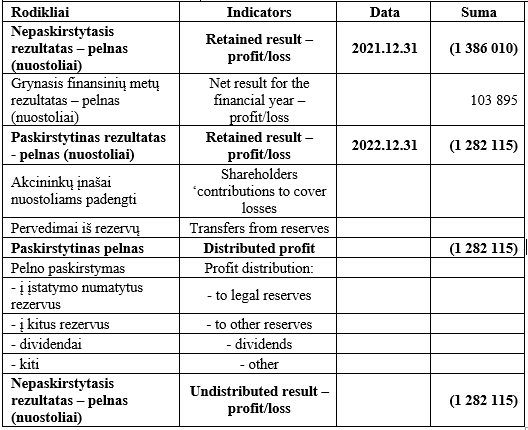 Rodikliai Indicators Data Suma
Nepaskirstytasis
rezultatas – pelnas
(nuostoliai)
Retained result –
profit/loss
2021.12.31
(1 386 010)
Grynasis finansinių metų
rezultatas – pelnas
(nuostoliai)
Net result for the
financial year –
profit/loss
103 895
Paskirstytinas rezultatas
- pelnas (nuostoliai)
Retained result –
profit/loss
2022.12.31
(1 282 115)
Akcininkų įnašai
nuostoliams padengti
Shareholders
‘contributions to cover
losses
Pervedimai iš rezervų
Transfers from reserves
Paskirstytinas pelnas
Distributed profit
(1 282 115)
Pelno paskirstymas
Profit distribution:
- į įstatymo numatytus
rezervus
- to legal reserves
- į kitus rezervus
- to other reserves
- dividendai
- dividends
- kiti
- other
Nepaskirstytasis
rezultatas – pelnas
(nuostoliai)
Undistributed result –
profit/loss
(1 282 115)